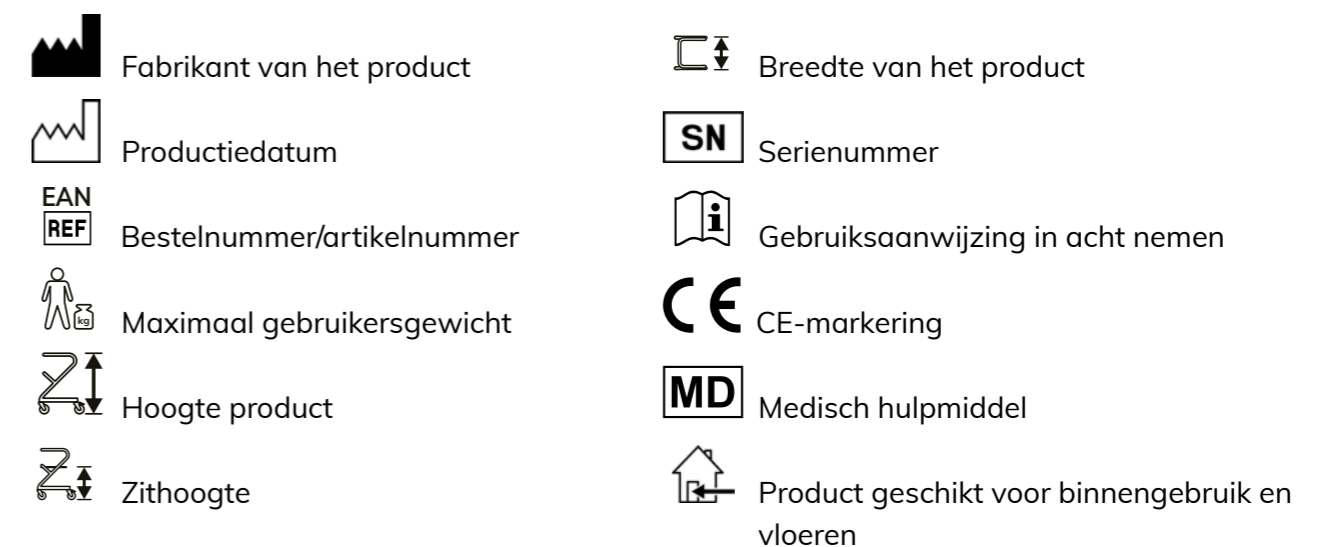 Fabrikant van het product
Productiedatum
EAN
REF
Bestelnummer/artikelnummer
kg
Maximaal gebruikersgewicht
Hoogte product
Zithoogte
Breedte van het product
SN Serienummer
i
Gebruiksaanwijzing in acht nemen
CE CE-markering
MD Medisch hulpmiddel
Product geschikt voor binnengebruik en
vloeren